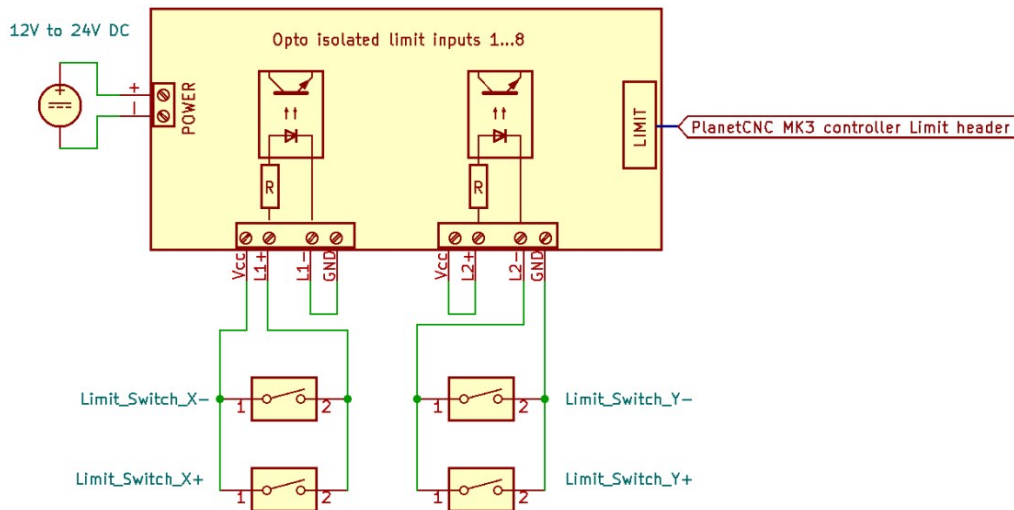 12V to 24V DC
Opto isolated limit inputs 1...8
+
+
−
POWER
LIMIT
PlanetCNC MK3 controller Limit header
R
R
Vcc
L1+
L1−
GND
Vcc
L2+
L2−
GND
Limit_Switch_X−
1
2
1
2
Limit_Switch_Y−
Limit_Switch_X+
1
2
1
2
Limit_Switch_Y+